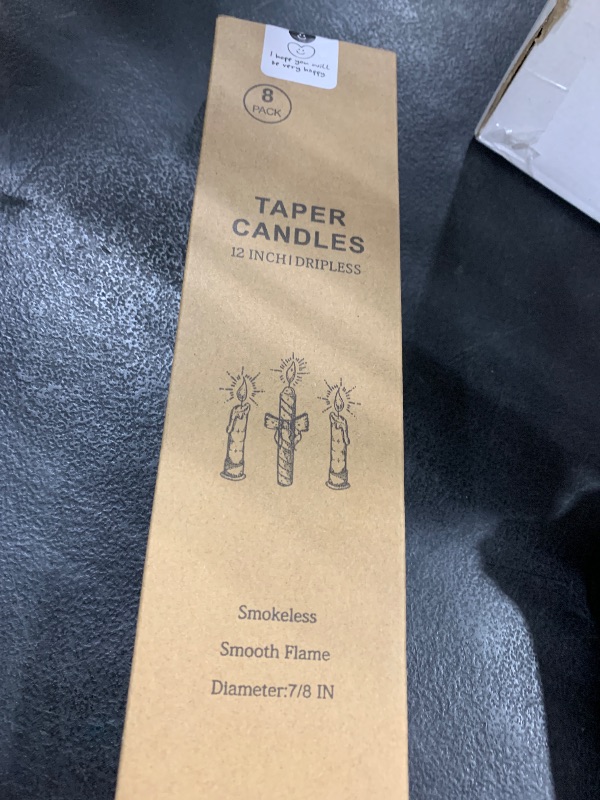 I hope you will
be very happy
8
PACK
TAPER
CANDLES
12 INCH|DRIPLESS
Smokeless
Smooth Flame
Diameter:7/8 IN